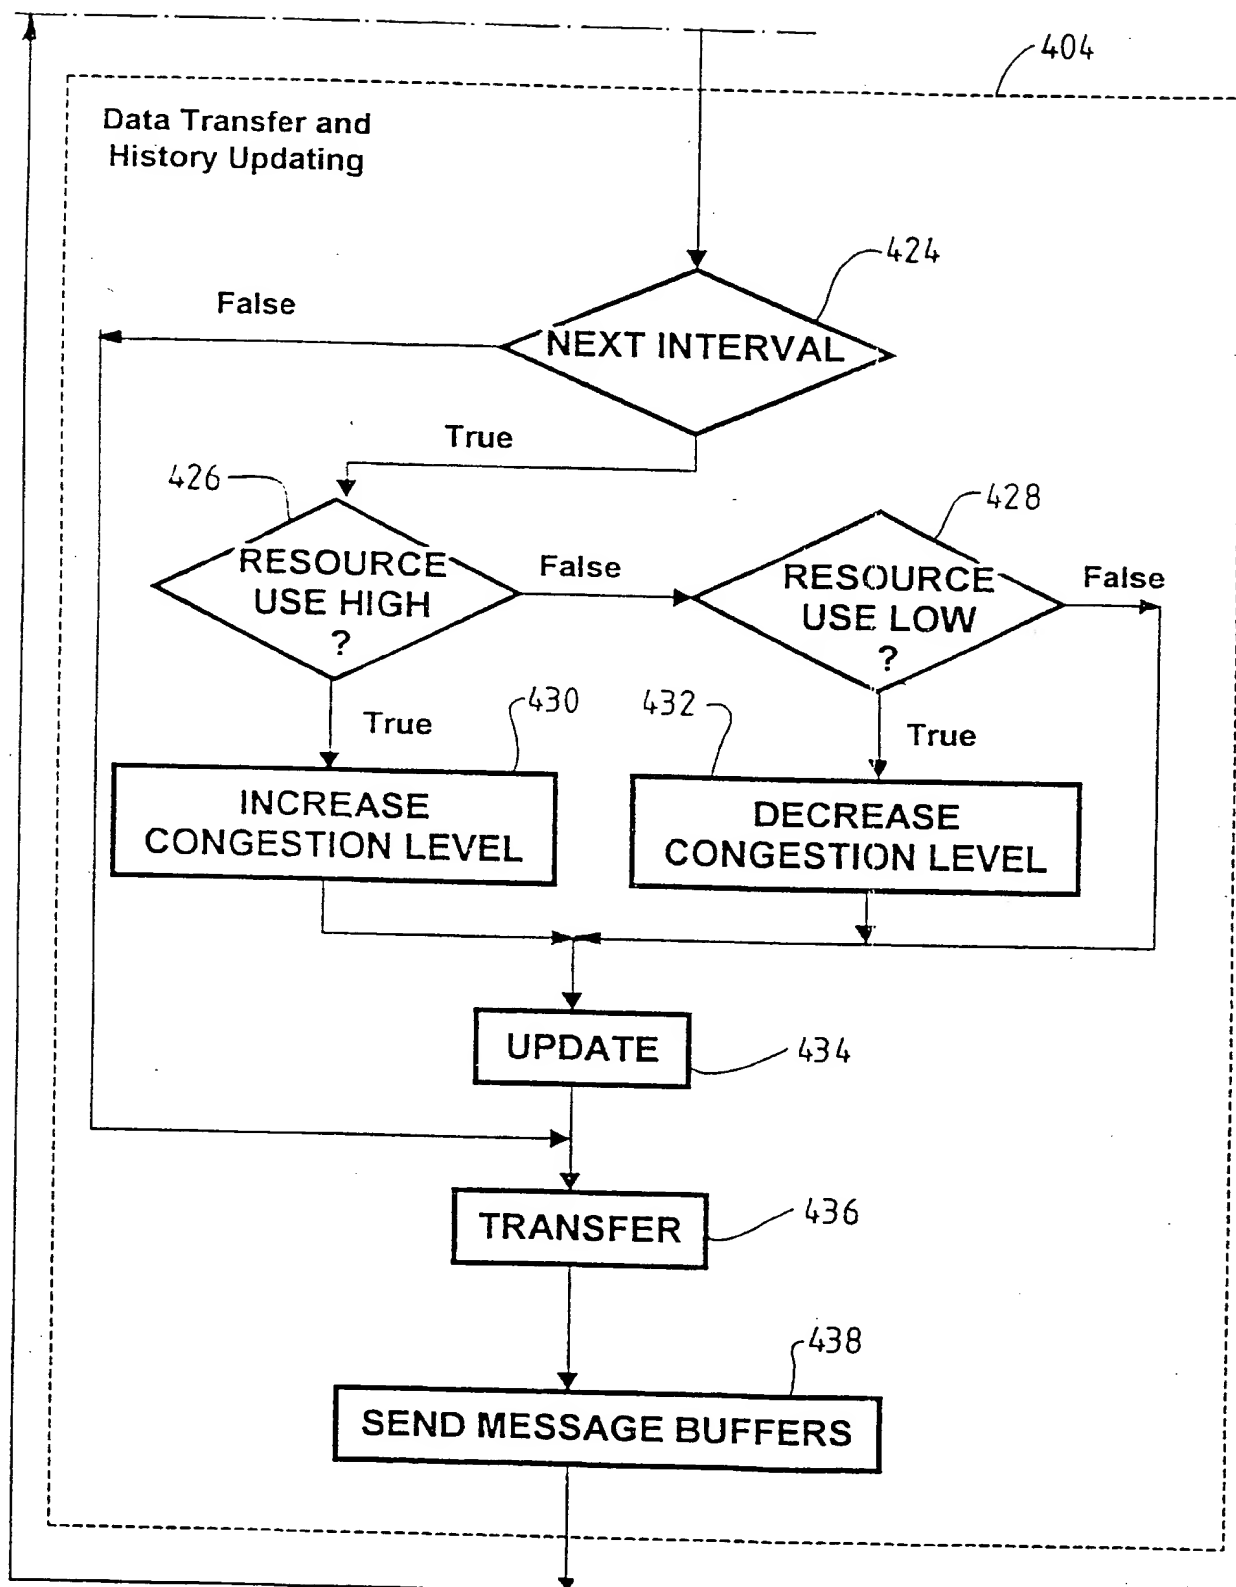 404
Data Transfer and
History Updating
424
False
NEXT INTERVAL
True
426
428
RESOURCE
USE HIGH
?
False
RESOURCE
USE LOW
?
False
True
430
432
True
INCREASE
CONGESTION LEVEL
DECREASE
CONGESTION LEVEL
UPDATE
434
TRANSFER
436
438
SEND MESSAGE BUFFERS